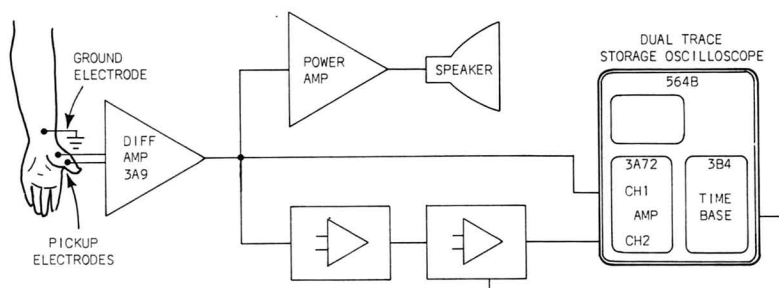 GROUND
ELECTRODE
DIFF
AMP
3A9
PICKUP
ELECTRODES
POWER
AMP
SPEAKER
DUAL TRACE
STORAGE OSCILLOSCOPE
564B
3A72
CH1
AMP
CH2
3B4
TIME
BASE